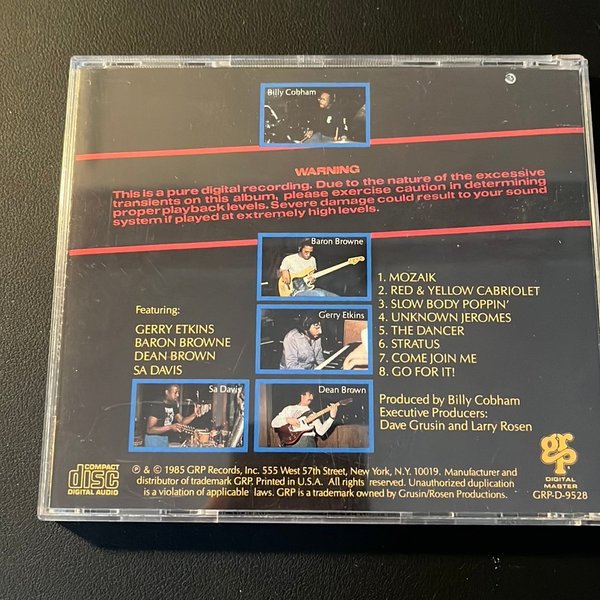 Billy Cobham
WARNING
This is a pure digital recording. Due to the nature of the excessive
transients on this album, please exercise caution in determining
proper playback levels. Severe damage could result to your sound
system if played at extremely high levels.
Baron Browne
Gerry Etkins
Sa Davis
Dean Brown
Featuring:
GERRY ETKINS
BARON BROWNE
DEAN BROWN
SA DAVIS
1. MOZAIK
2. RED & YELLOW CABRIOLET
3. SLOW BODY POPPIN'
4. UNKNOWN JEROMES
5. THE DANCER
6. STRATUS
7. COME JOIN ME
8. GO FOR IT!
Produced by Billy Cobham
Executive Producers:
Dave Grusin and Larry Rosen
COMPACT
disc
DIGITAL AUDIO
℗ & © 1985 GRP Records, Inc. 555 West 57th Street, New York, N.Y. 10019. Manufacturer and
distributor of trademark GRP. Printed in U.S.A. All rights reserved. Unauthorized duplication
is a violation of applicable laws. GRP is a trademark owned by Grusin/Rosen Productions.
grp
DIGITAL
MASTER
GRP-D-9528